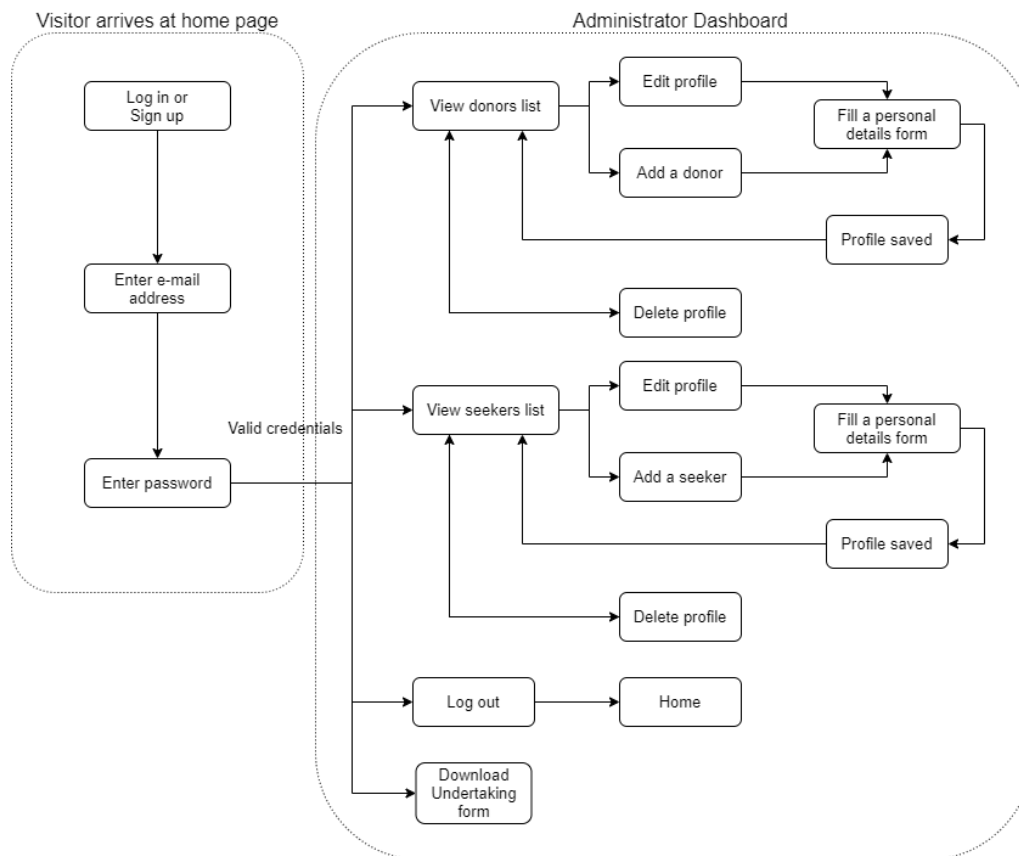 Visitor arrives at home page
Administrator Dashboard
Log in or
Sign up
Enter e-mail
address
Enter password
Valid credentials
View donors list
Edit profile
Add a donor
Fill a personal
details form
Profile saved
Delete profile
View seekers list
Edit profile
Add a seeker
Fill a personal
details form
Profile saved
Delete profile
Log out
Home
Download
Undertaking
form